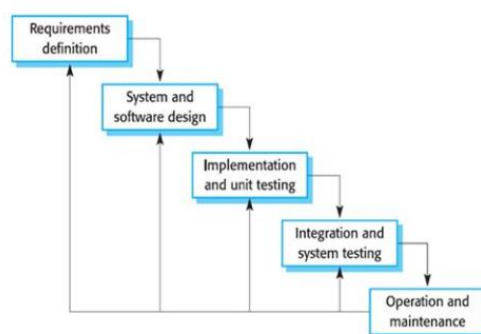 Requirements
definition
System and
software design
Implementation
and unit testing
Integration and
system testing
Operation and
maintenance